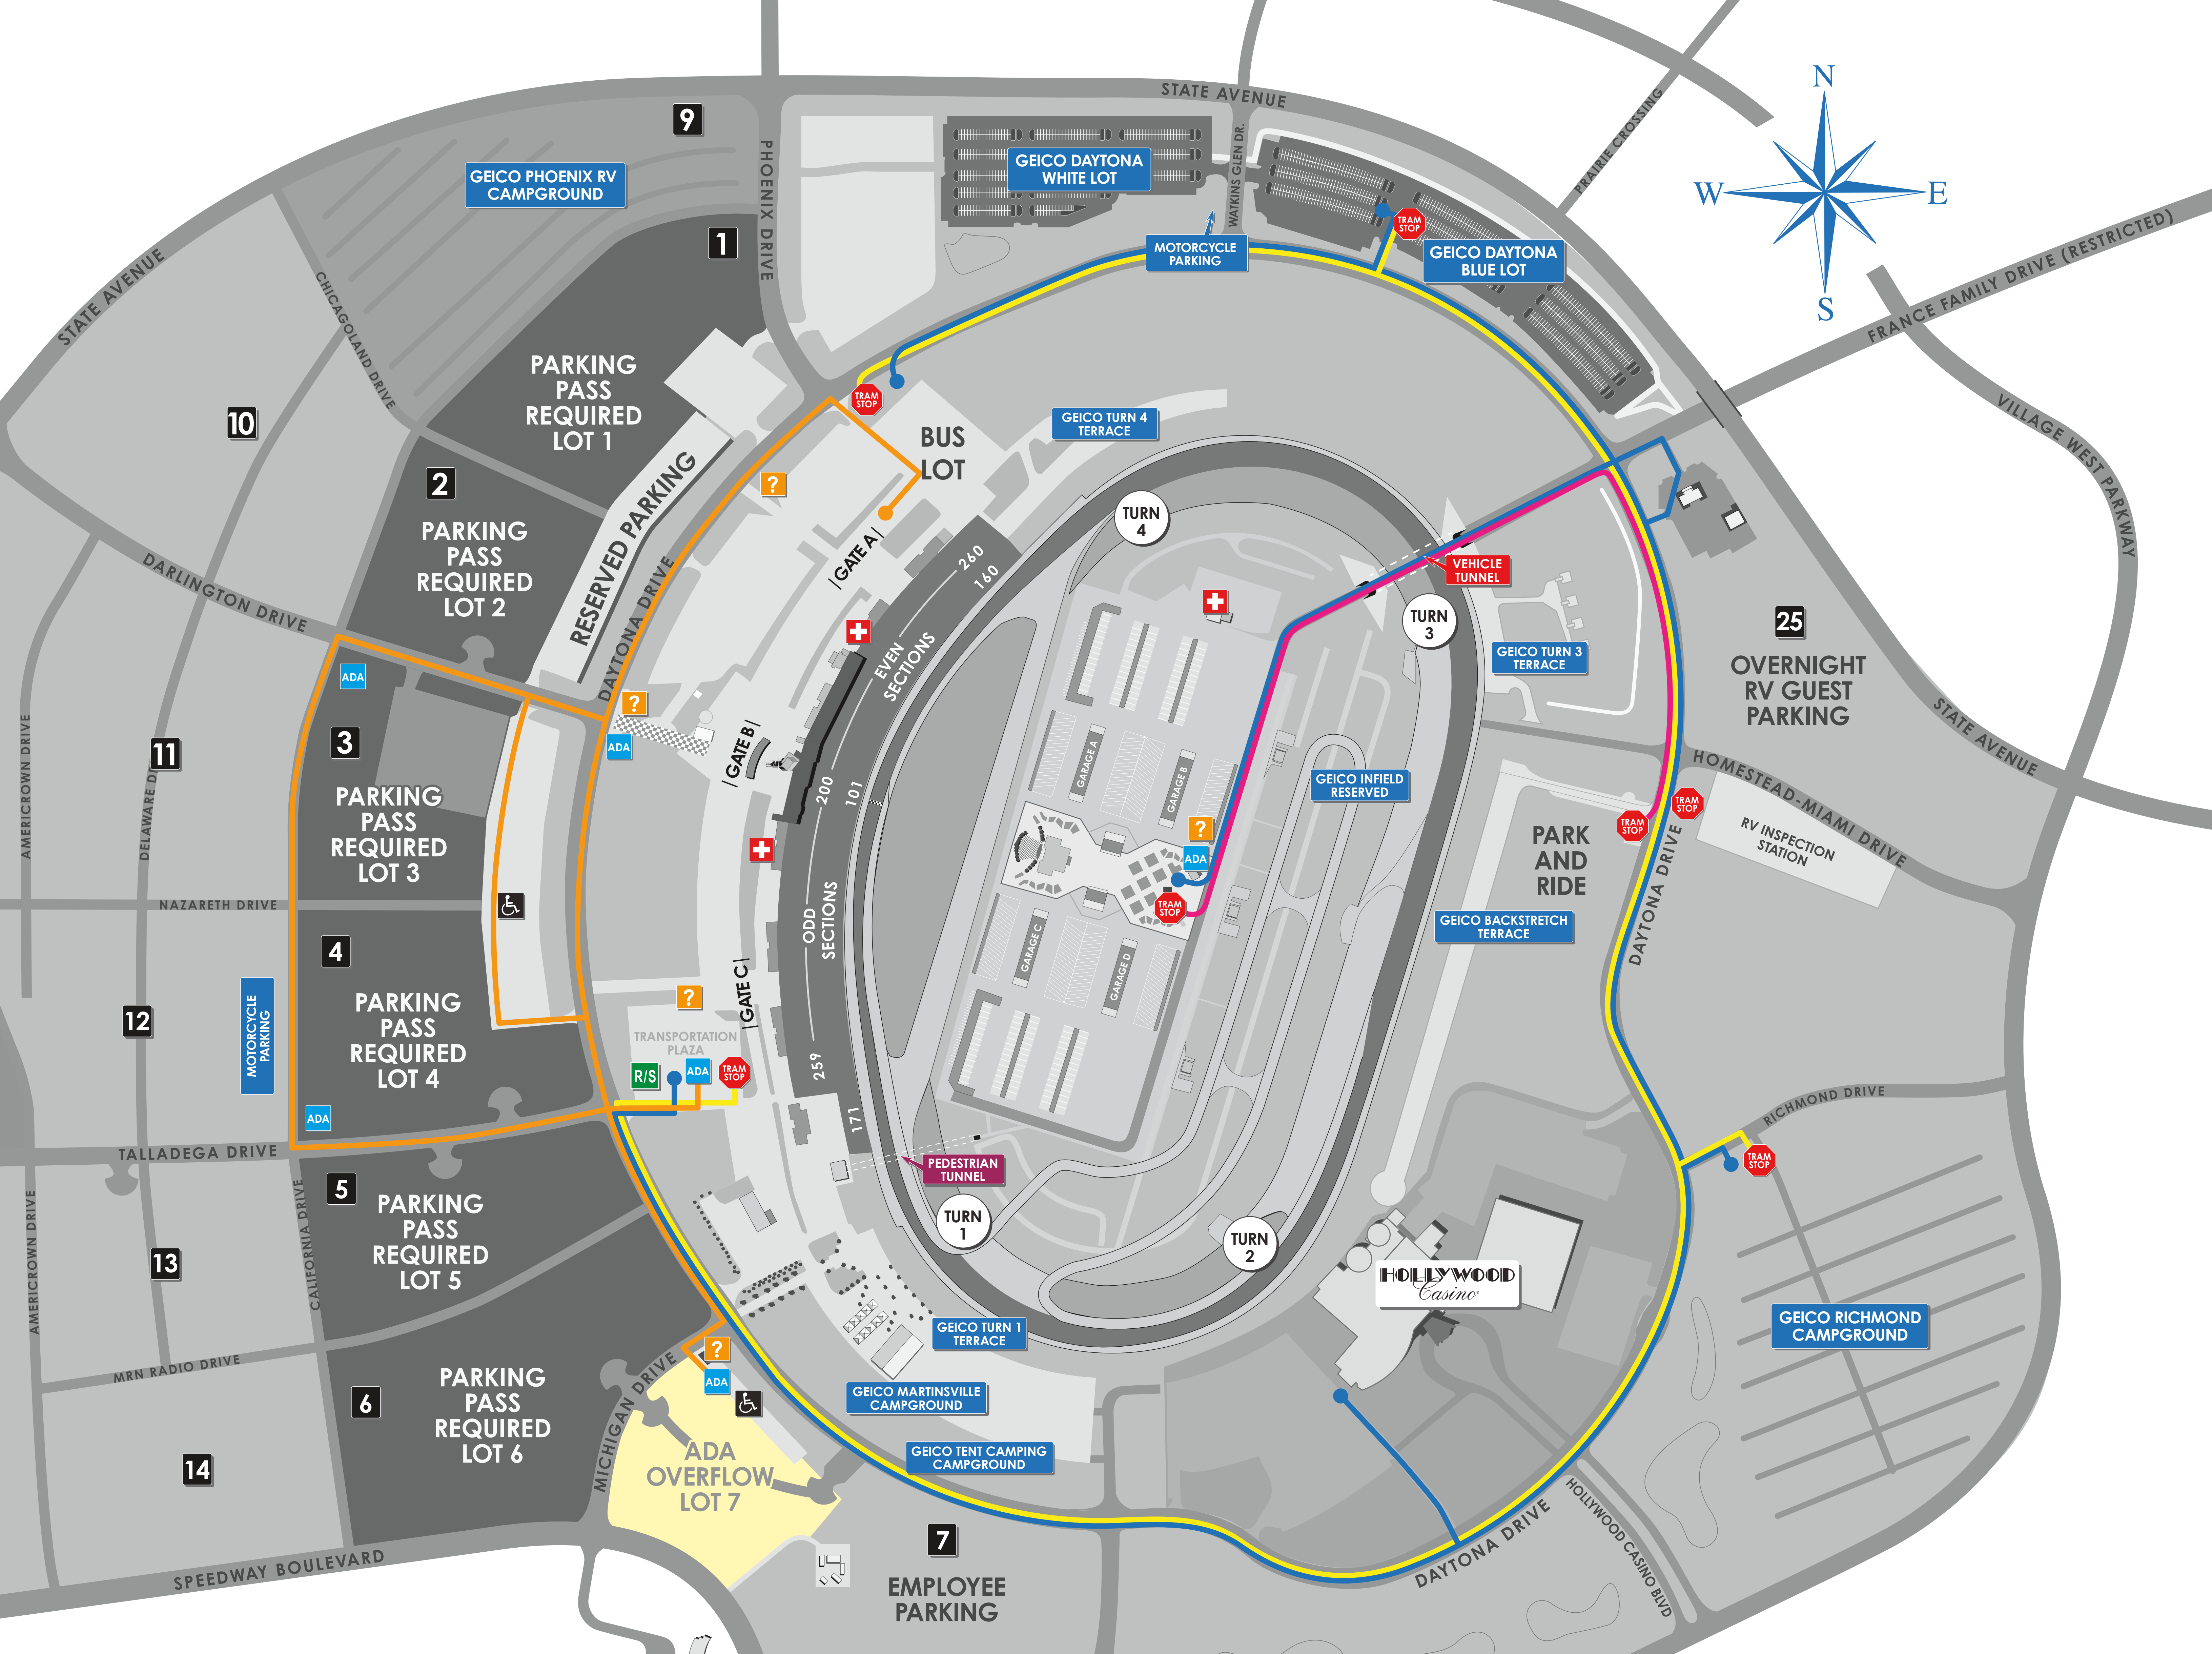 N
W
E
S
STATE AVENUE
9
PHOENIX DRIVE
GEICO PHOENIX RV
CAMPGROUND
GEICO DAYTONA
WHITE LOT
WATKINS GLEN DR.
PRAIRIE CROSSING
FRANCE FAMILY DRIVE (RESTRICTED)
1
MOTORCYCLE
PARKING
TRAM
STOP
GEICO DAYTONA
BLUE LOT
STATE AVENUE
CHICAGOLAND DRIVE
VILLAGE WEST PARKWAY
PARKING
PASS
REQUIRED
LOT 1
10
TRAM
STOP
BUS
LOT
GEICO TURN 4
TERRACE
2
PARKING
PASS
REQUIRED
LOT 2
RESERVED PARKING
?
|GATE A|
260
160
TURN
4
VEHICLE
TUNNEL
DARLINGTON DRIVE
DAYTONA DRIVE
EVEN
SECTIONS
TURN
3
GEICO TURN 3
TERRACE
25
OVERNIGHT
RV GUEST
PARKING
STATE AVENUE
ADA
?
ADA
3
11
AMERICROWN DRIVE
DELAWARE D
PARKING
PASS
REQUIRED
LOT 3
|GATE B|
200
101
GARAGE A
GARAGE B
GEICO INFIELD
RESERVED
HOMESTEAD-MIAMI DRIVE
TRAM
STOP
TRAM
STOP
RV INSPECTION
STATION
PARK
AND
RIDE
?
ADA
TRAM
STOP
NAZARETH DRIVE
ODD
SECTIONS
GARAGE C
GARAGE D
GEICO BACKSTRETCH
TERRACE
DAYTONA DRIVE
4
PARKING
PASS
REQUIRED
LOT 4
12
MOTORCYCLE
PARKING
|GATE C|
?
TRANSPORTATION
PLAZA
R/S
ADA
TRAM
STOP
259
171
ADA
TALLADEGA DRIVE
RICHMOND DRIVE
TRAM
STOP
PEDESTRIAN
TUNNEL
5
PARKING
PASS
REQUIRED
LOT 5
TURN
1
TURN
2
13
AMERICROWN DRIVE
CALIFORNIA DRIVE
HOLLYWOOD
Casino
GEICO RICHMOND
CAMPGROUND
GEICO TURN 1
TERRACE
MRN RADIO DRIVE
?
ADA
6
PARKING
PASS
REQUIRED
LOT 6
MICHIGAN DRIVE
GEICO MARTINSVILLE
CAMPGROUND
GEICO TENT CAMPING
CAMPGROUND
14
ADA
OVERFLOW
LOT 7
7
EMPLOYEE
PARKING
SPEEDWAY BOULEVARD
DAYTONA DRIVE
HOLLYWOOD CASINO BLVD